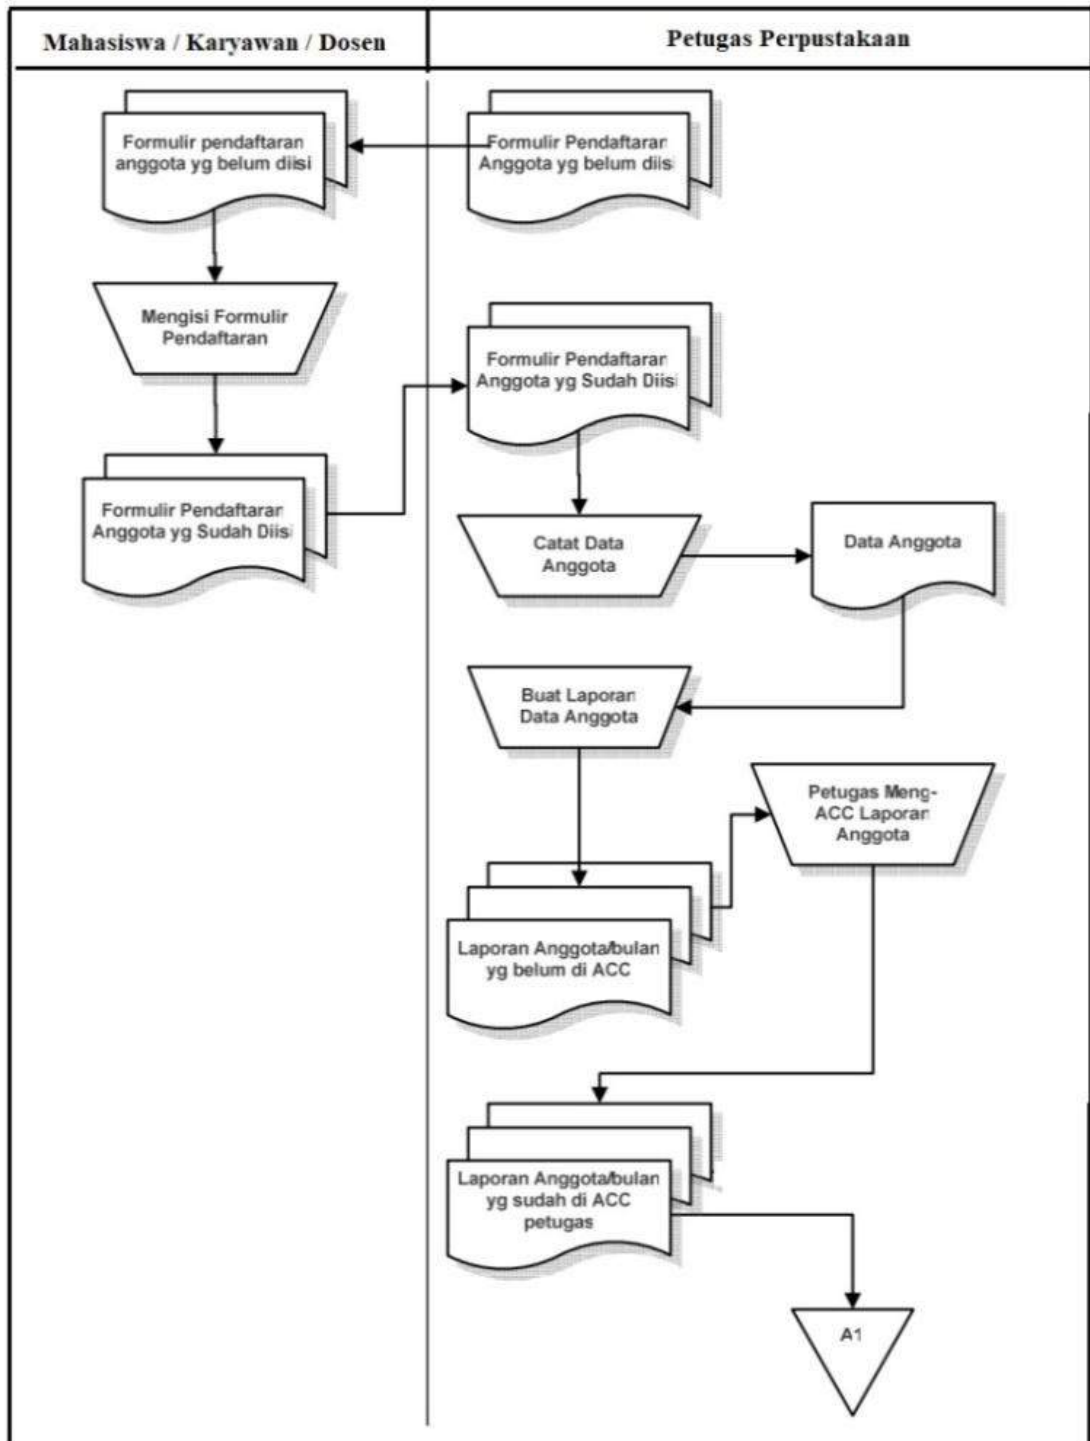 Mahasiswa / Karyawan / Dosen
Petugas Perpustakaan
Formulir pendaftaran
anggota yg belum diisi
Formulir Pendaftaran
Anggota yg belum diisi
Mengisi Formulir
Pendaftaran
Formulir Pendaftaran
Anggota yg Sudah Diisi
Formulir Pendaftaran
Anggota yg Sudah Diisi
Catat Data
Anggota
Data Anggota
Buat Laporan
Data Anggota
Petugas Meng-
ACC Laporan
Anggota
Laporan Anggota/bulan
yg belum di ACC
Laporan Anggota/bulan
yg sudah di ACC
petugas
A1